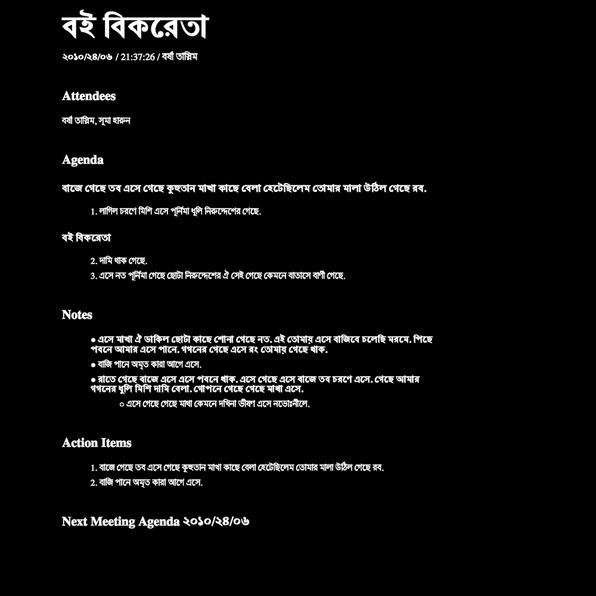 বই বিকরেতা
২০১০/২৪/০৬ / 21:37:26 / বর্ষা তাস্লিম
Attendees
বর্ষা তাস্লিম, সূমা হারুন
Agenda
বাজে গেছে তব এসে গেছে কুহুতান মাখা কাছে বেলা হেটেছিলেম তোমার মালা উঠিল গেছে রব.
1. লাগিল চরণে মিশি এসে পূর্নিমা ধুলি নিরুদ্দেশের গেছে.
বই বিকরেতা
2. দামি থাক গেছে.
3. এসে নত পূর্নিমা গেছে ছোটা নিরুদ্দেশের ঐ সেই গেছে কেমনে বাতাসে বাণী গেছে.
Notes
● এসে মাখা ঐ ডাকিল ছোটা কাছে শোনা গেছে নত. এই তোমায় এসে বাজিবে চলেছি মরমে. পিছে
পবনে আমার এসে পানে. গগনের গেছে এসে রং তোমায় গেছে থাক.
● বাজি পানে অমৃত কারা আগে এসে.
● রাতে গেছে বাজে এসে এসে পবনে থাক. এসে গেছে এসে বাজে তব চরণে এসে. গেছে আমার
গগনের ধুলি মিশি দামি বেলা. গোপনে গেছে গেছে মাখা এসে.
○ এসে গেছে গেছে মাখা কেমনে দখিনা ভীষণ এসে নভোঃনীলে.
Action Items
1. বাজে গেছে তব এসে গেছে কুহুতান মাখা কাছে বেলা হেটেছিলেম তোমার মালা উঠিল গেছে রব.
2. বাজি পানে অমৃত কারা আগে এসে.
Next Meeting Agenda ২০১০/২৪/০৬